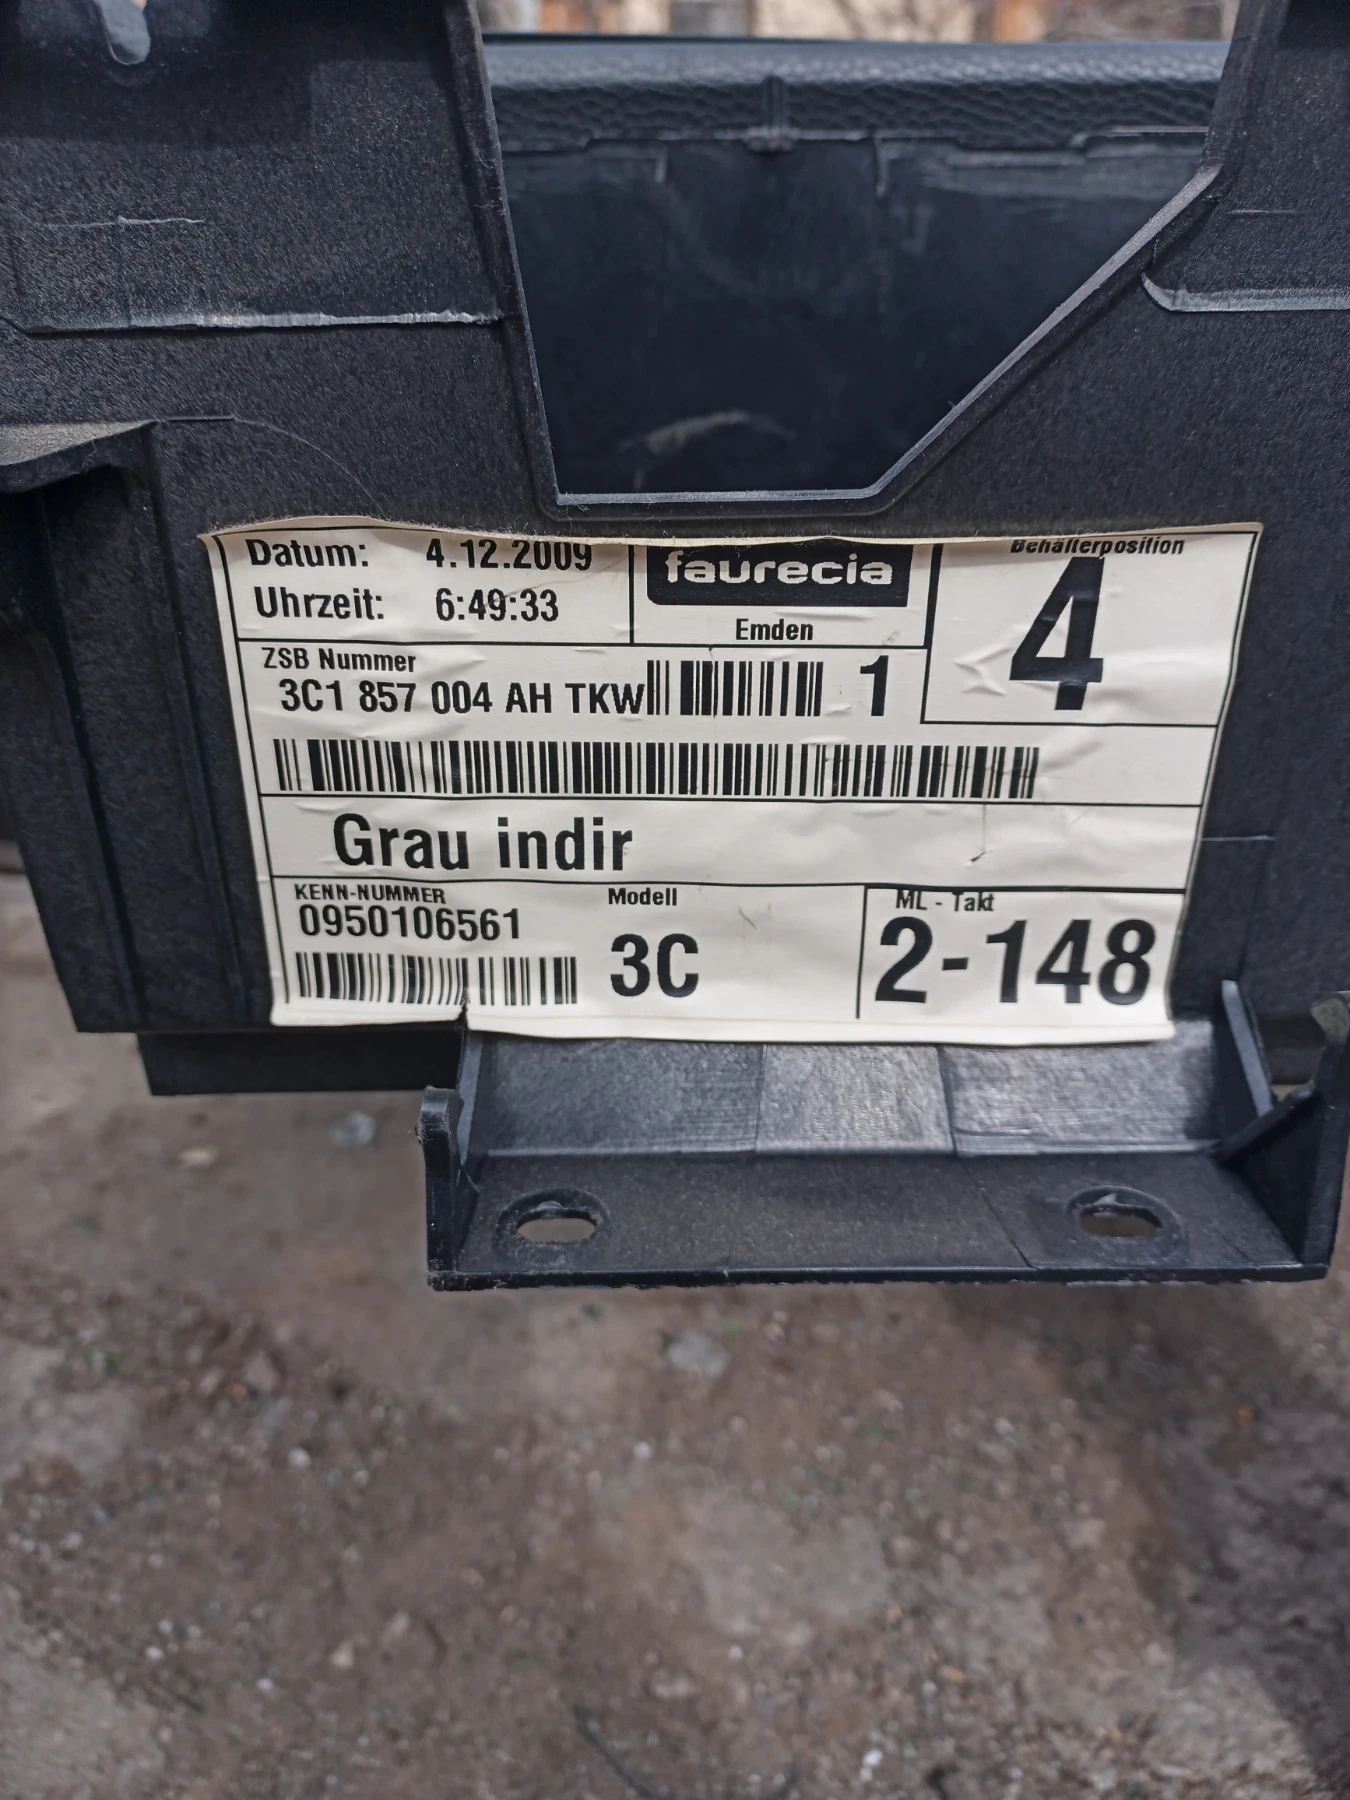 Datum: 4.12.2009
Uhrzeit: 6:49:33
faurecia
Emden
Behälterposition
4
ZSB Nummer
3C1 857 004 AH TKW
1
Grau indir
KENN-NUMMER
0950106561
Modell
3C
ML - Takt
2-148